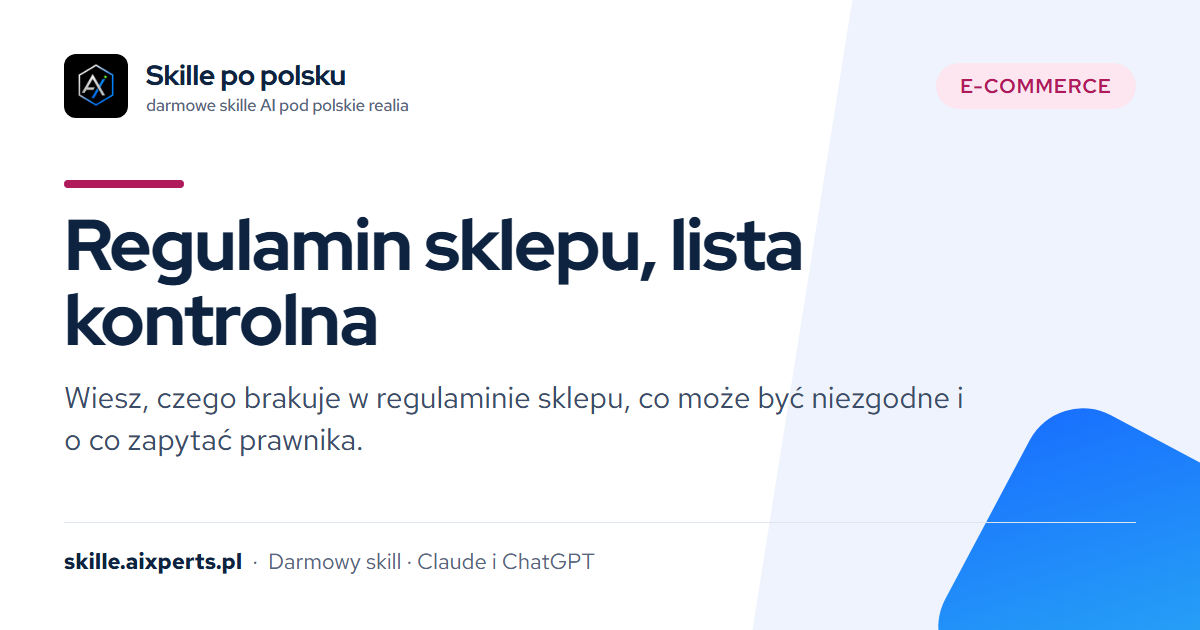 Skille po polsku
darmowe skille AI pod polskie realia
E-COMMERCE
Regulamin sklepu, lista
kontrolna
Wiesz, czego brakuje w regulaminie sklepu, co może być niezgodne i
o co zapytać prawnika.
skille.aixperts.pl · Darmowy skill · Claude i ChatGPT